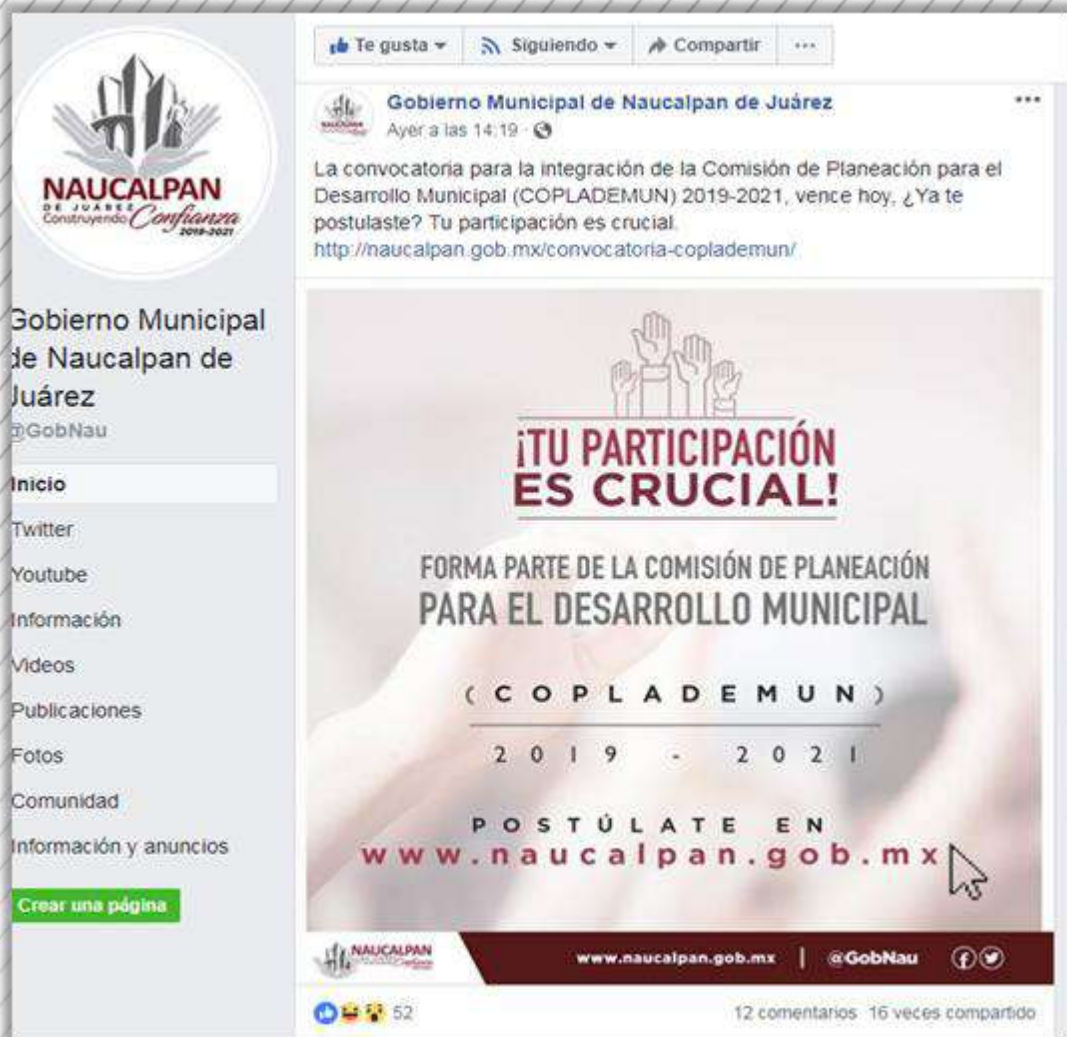 NAUCALPAN
DE JUÁREZ
Construyendo Confianza
2019-2021
Gobierno Municipal
de Naucalpan de
Juárez
@GobNau
Inicio
Twitter
Youtube
Información
Videos
Publicaciones
Fotos
Comunidad
Información y anuncios
Crear una página
Te gusta
Siguiendo
Compartir
Gobierno Municipal de Naucalpan de Juárez
Ayer a las 14:19
La convocatoria para la integración de la Comisión de Planeación para el
Desarrollo Municipal (COPLADEMUN) 2019-2021, vence hoy, ¿Ya te
postulaste? Tu participación es crucial.
http://naucalpan.gob.mx/convocatoria-coplademun/
¡TU PARTICIPACIÓN
ES CRUCIAL!
FORMA PARTE DE LA COMISIÓN DE PLANEACIÓN
PARA EL DESARROLLO MUNICIPAL
(COPLADEMUN)
2019 - 2021
POSTÚLATE EN
www.naucalpan.gob.mx
NAUCALPAN
www.naucalpan.gob.mx | @GobNau
52
12 comentarios 16 veces compartido